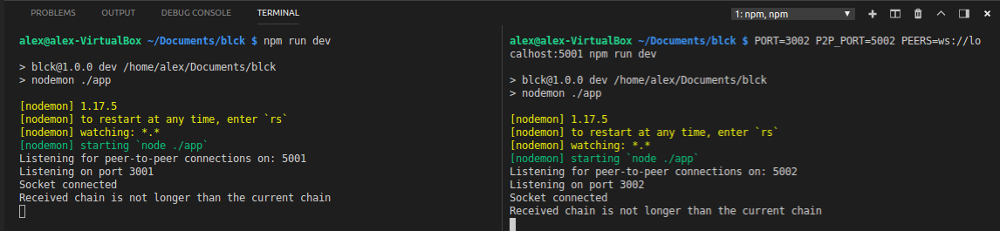 PROBLEMS OUTPUT DEBUG CONSOLE TERMINAL 1: npm, npm
alex@alex-VirtualBox ~/Documents/blck $ npm run dev
> blck@1.0.0 dev /home/alex/Documents/blck
> nodemon ./app
[nodemon] 1.17.5
[nodemon] to restart at any time, enter `rs`
[nodemon] watching: *.*
[nodemon] starting `node ./app`
Listening for peer-to-peer connections on: 5001
Listening on port 3001
Socket connected
Received chain is not longer than the current chain
alex@alex-VirtualBox ~/Documents/blck $ PORT=3002 P2P_PORT=5002 PEERS=ws://lo
calhost:5001 npm run dev
> blck@1.0.0 dev /home/alex/Documents/blck
> nodemon ./app
[nodemon] 1.17.5
[nodemon] to restart at any time, enter `rs`
[nodemon] watching: *.*
[nodemon] starting `node ./app`
Listening for peer-to-peer connections on: 5002
Listening on port 3002
Socket connected
Received chain is not longer than the current chain